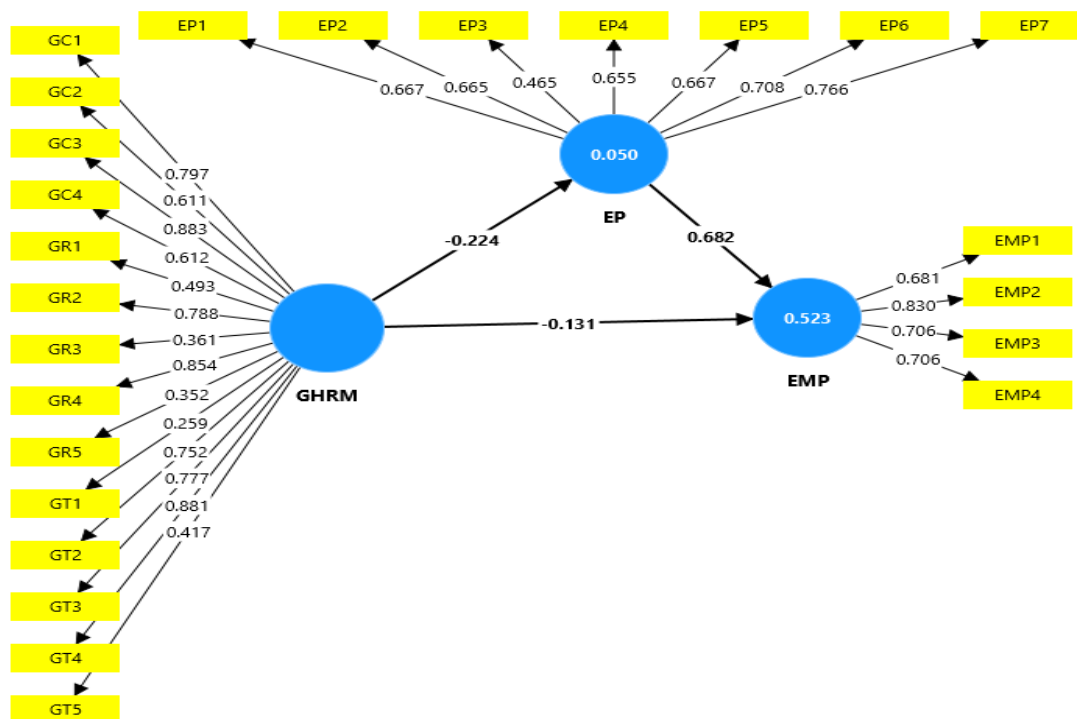 EP1 EP2 EP3 EP4 EP5 EP6 EP7
0.667 0.665 0.465 0.655 0.667 0.708 0.766
0.050
EP
GC1
GC2
GC3
GC4
GR1
GR2
GR3
GR4
GR5
GT1
GT2
GT3
GT4
GT5
0.797
0.611
0.883
0.612
0.493
0.788
0.361
0.854
0.352
0.259
0.752
0.777
0.881
0.417
GHRM
-0.224
0.682
-0.131
0.523
EMP
0.681
0.830
0.706
0.706
EMP1
EMP2
EMP3
EMP4